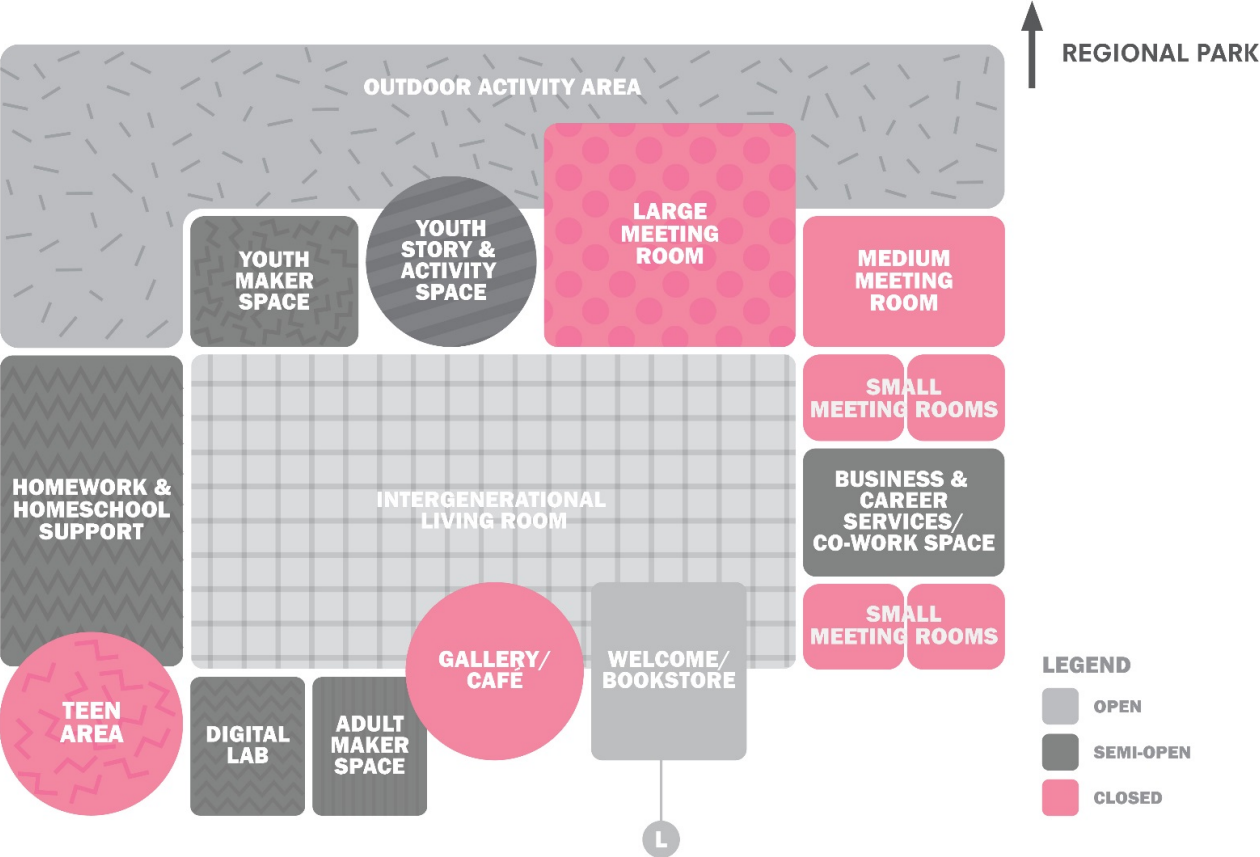 REGIONAL PARK
OUTDOOR ACTIVITY AREA
YOUTH
MAKER
SPACE
YOUTH
STORY &
ACTIVITY
SPACE
LARGE
MEETING
ROOM
MEDIUM
MEETING
ROOM
SMALL
MEETING ROOMS
HOMEWORK &
HOMESCHOOL
SUPPORT
INTERGENERATIONAL
LIVING ROOM
BUSINESS &
CAREER
SERVICES/
CO-WORK SPACE
SMALL
MEETING ROOMS
TEEN
AREA
DIGITAL
LAB
ADULT
MAKER
SPACE
GALLERY/
CAFÉ
WELCOME/
BOOKSTORE
L
LEGEND
OPEN
SEMI-OPEN
CLOSED